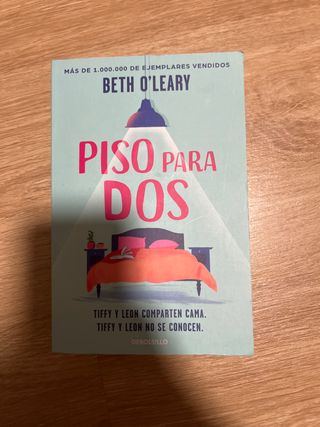 MÁS DE 1.000.000 DE EJEMPLARES VENDIDOS
BETH O'LEARY
PISO PARA
DOS
TIFFY Y LEON COMPARTEN CAMA.
TIFFY Y LEON NO SE CONOCEN.
DEBOLSILLO